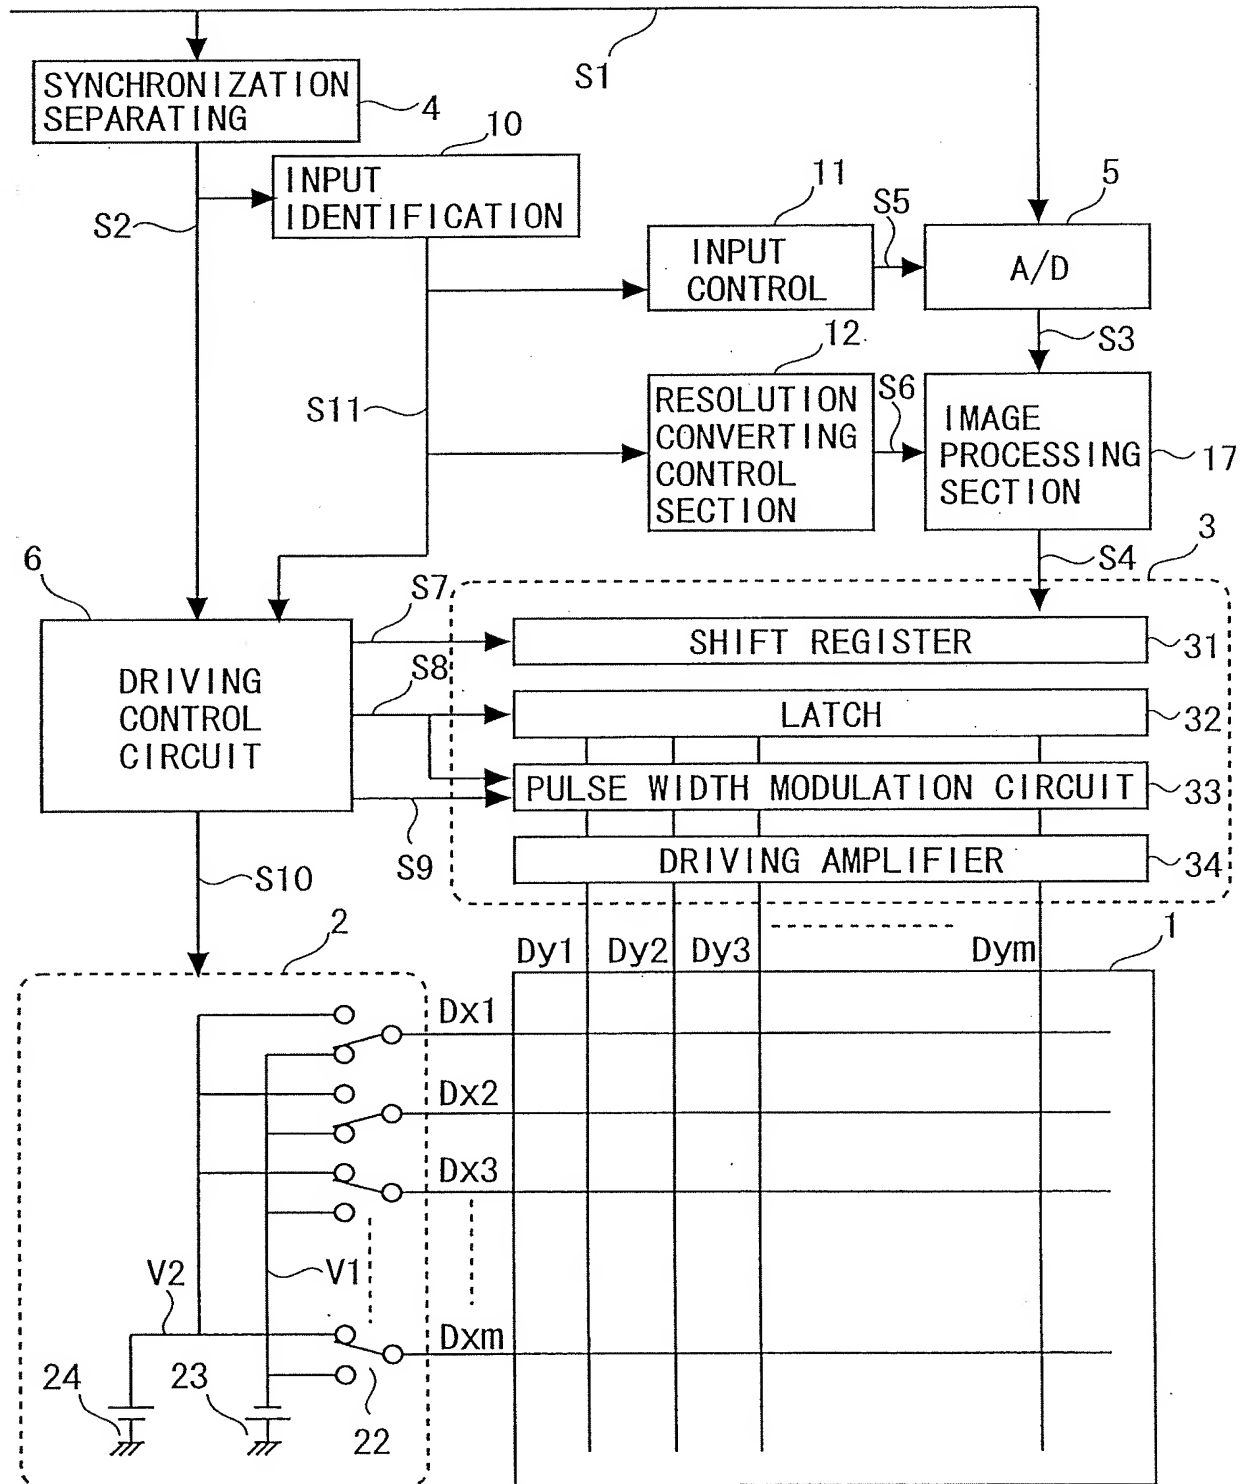 S1
SYNCHRONIZATION
SEPARATING
4
10
INPUT
IDENTIFICATION
S2
11
S5
5
INPUT
CONTROL
A/D
S3
12
S11
RESOLUTION
CONVERTING
CONTROL
SECTION
S6
IMAGE
PROCESSING
SECTION
17
6
S4
3
S7
DRIVING
CONTROL
CIRCUIT
SHIFT REGISTER
31
S8
LATCH
32
PULSE WIDTH MODULATION CIRCUIT
33
S9
DRIVING AMPLIFIER
34
S10
2
1
Dy1
Dy2
Dy3
Dym
Dx1
Dx2
Dx3
V2
V1
Dxm
24
23
22